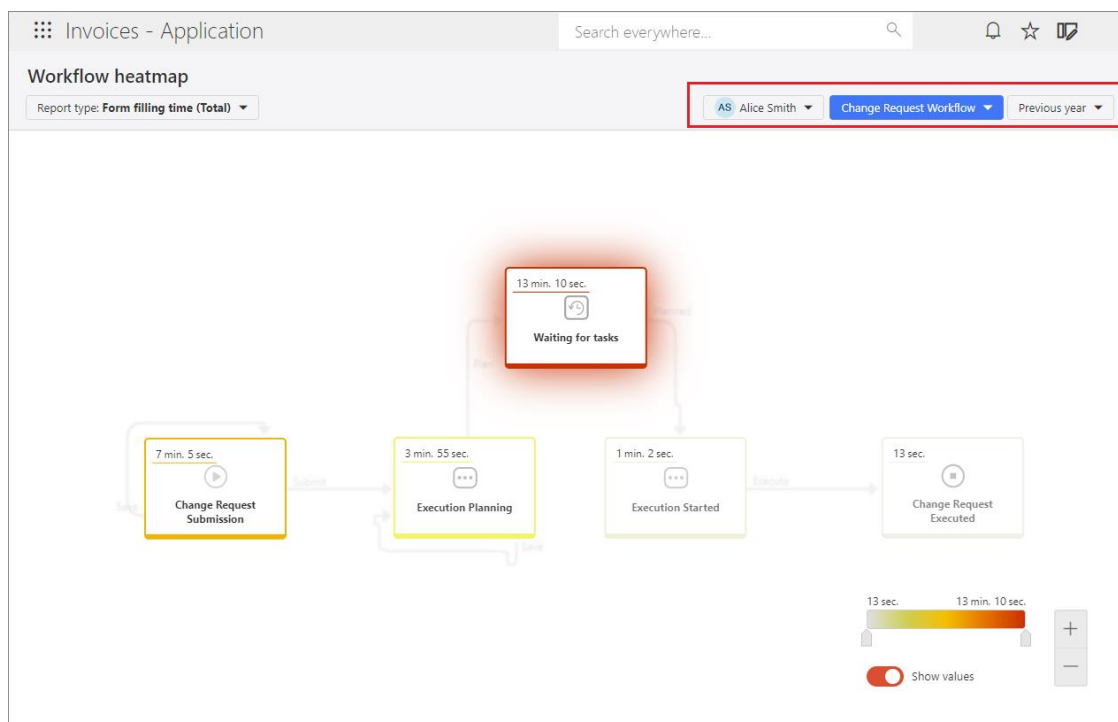 Invoices - Application
Search everywhere...
Workflow heatmap
Report type: Form filling time (Total)
AS Alice Smith
Change Request Workflow
Previous year
13 min. 10 sec.
Waiting for tasks
Planned
Plan
7 min. 5 sec.
Change Request
Submission
Save
Submit
3 min. 55 sec.
Execution Planning
Save
1 min. 2 sec.
Execution Started
Execute
13 sec.
Change Request
Executed
13 sec.
13 min. 10 sec.
Show values